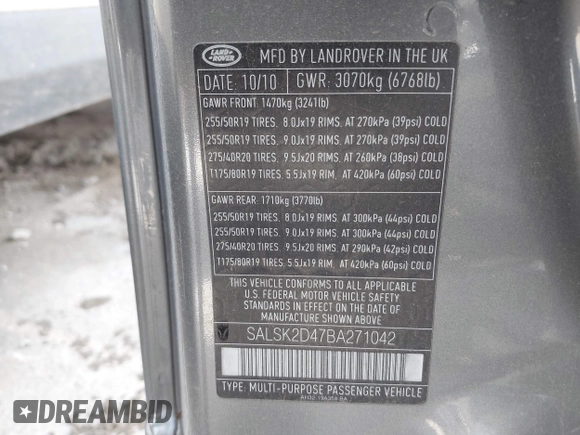 LAND ROVER
MFD BY LANDROVER IN THE UK
DATE: 10/10 GWR: 3070kg (6768lb)
GAWR FRONT: 1470kg (3241lb)
255/50R19 TIRES. 8.0Jx19 RIMS. AT 270kPa (39psi) COLD
255/50R19 TIRES. 9.0Jx19 RIMS. AT 270kPa (39psi) COLD
275/40R20 TIRES. 9.5Jx20 RIMS. AT 260kPa (38psi) COLD
T175/80R19 TIRES. 5.5Jx19 RIM. AT 420kPa (60psi) COLD
GAWR REAR: 1710kg (3770lb)
255/50R19 TIRES. 8.0Jx19 RIMS. AT 300kPa (44psi) COLD
255/50R19 TIRES. 9.0Jx19 RIMS. AT 300kPa (44psi) COLD
275/40R20 TIRES. 9.5Jx20 RIMS. AT 290kPa (42psi) COLD
T175/80R19 TIRES. 5.5Jx19 RIM. AT 420kPa (60psi) COLD
THIS VEHICLE CONFORMS TO ALL APPLICABLE
U.S. FEDERAL MOTOR VEHICLE SAFETY
STANDARDS IN EFFECT ON THE DATE OF
MANUFACTURE SHOWN ABOVE.
SALSK2D47BA271042
TYPE: MULTI-PURPOSE PASSENGER VEHICLE
AUTOHELPERBOT.COM